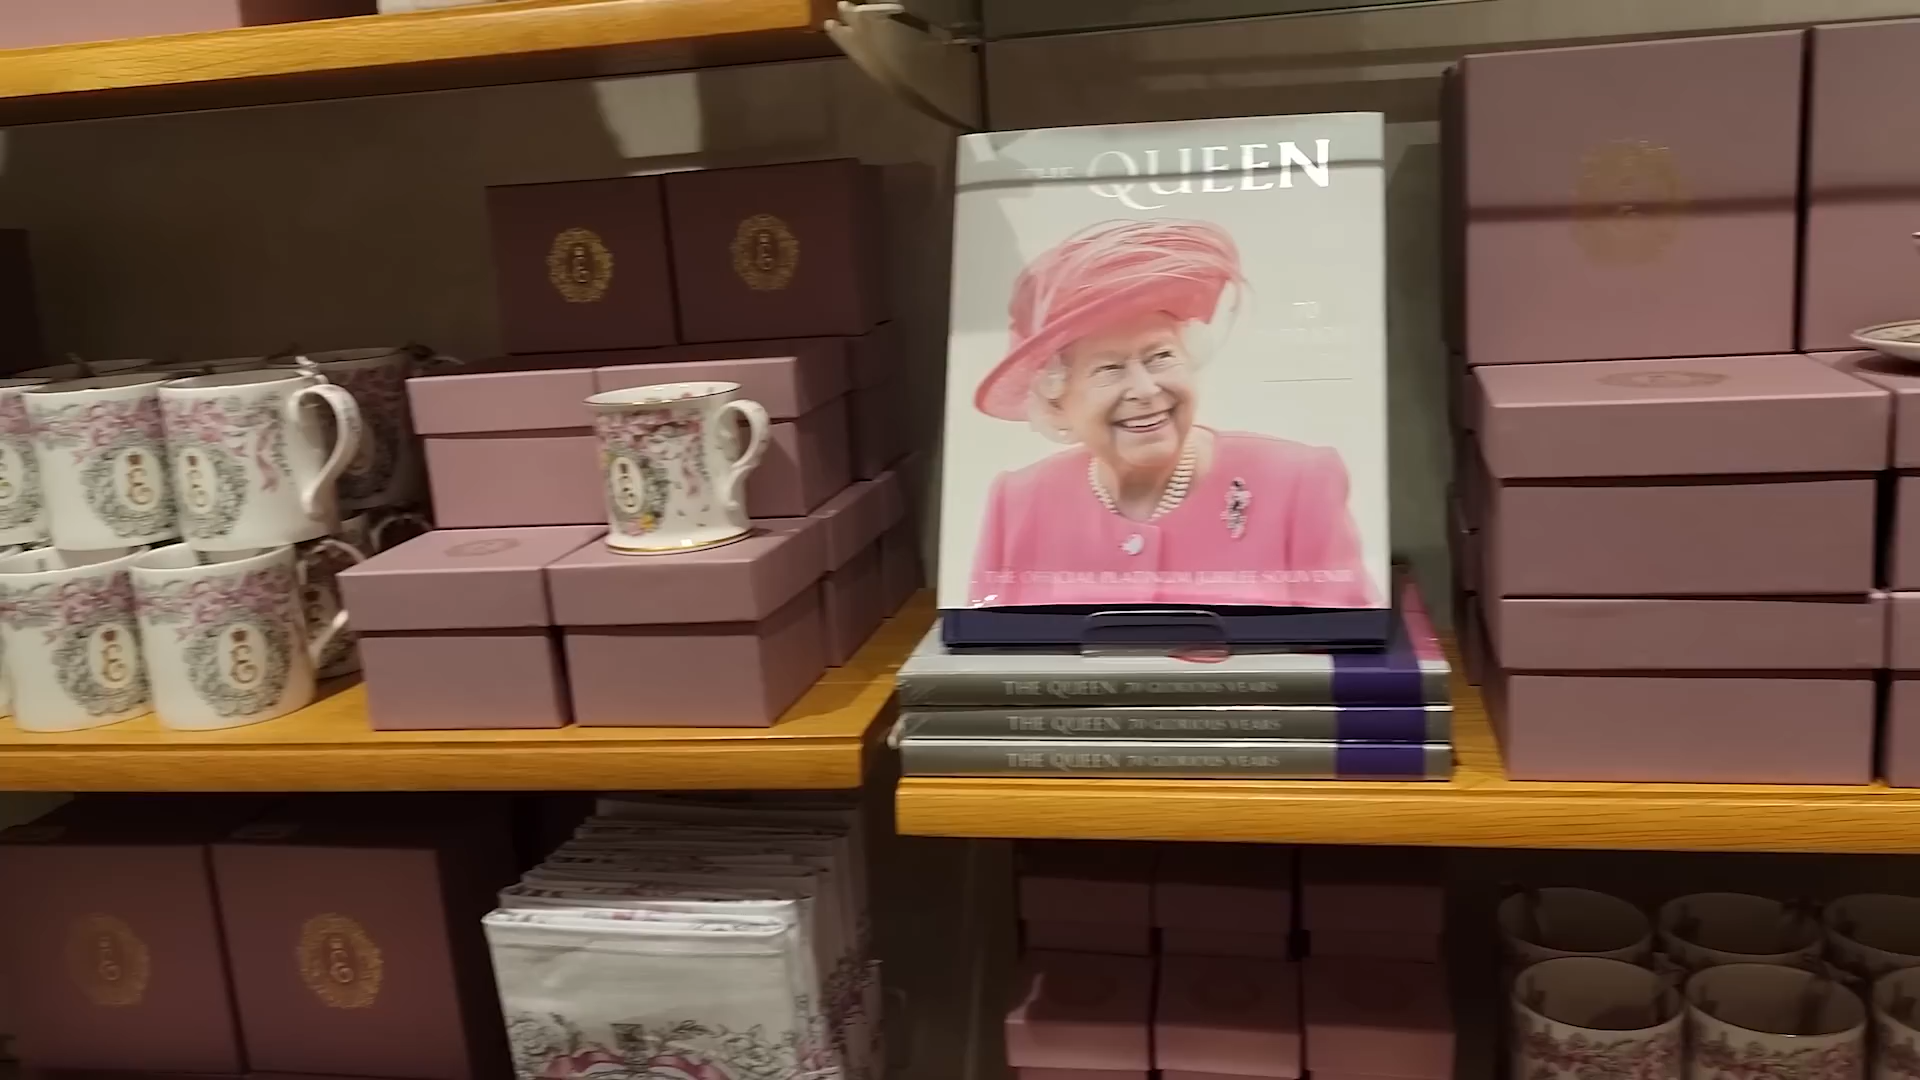 THE QUEEN
70
THE OFFICIAL PLATINUM JUBILEE SOUVENIR
THE QUEEN 70 GLORIOUS YEARS
THE QUEEN 70 GLORIOUS YEARS
THE QUEEN 70 GLORIOUS YEARS
E
E
E
E
E